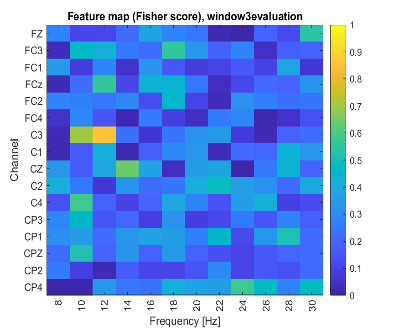 Feature map (Fisher score), window3evaluation
Channel
FZ
FC3
FC1
FCz
FC2
FC4
C3
C1
CZ
C2
C4
CP3
CP1
CPZ
CP2
CP4
8 10 12 14 16 18 20 22 24 26 28 30
Frequency [Hz]
1
0.9
0.8
0.7
0.6
0.5
0.4
0.3
0.2
0.1
0